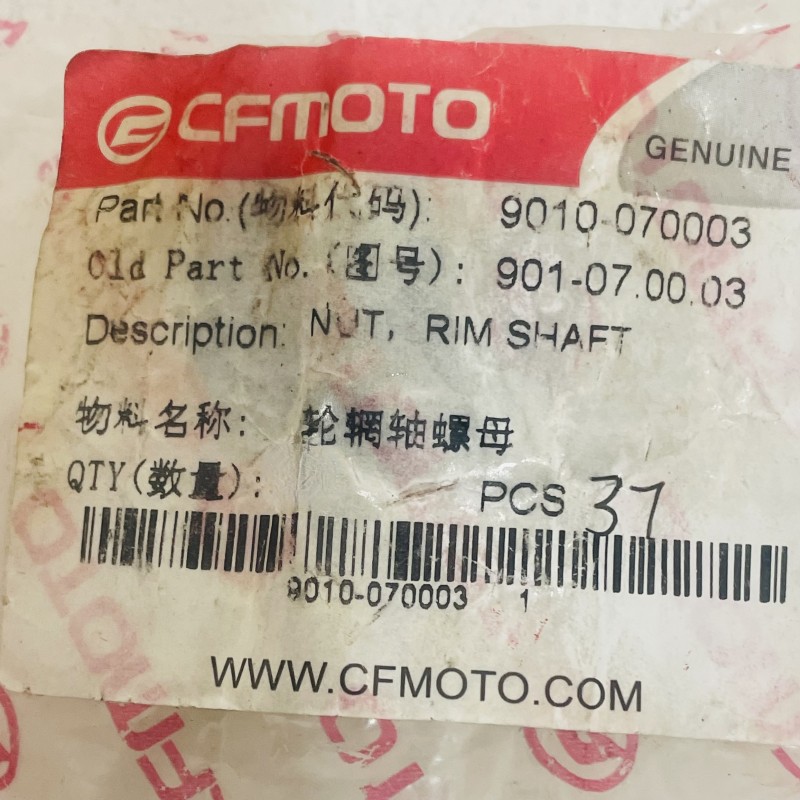 CFMOTO
GENUINE
Part No.(物料代码): 9010-070003
Old Part No.(图号): 901-07.00.03
Description: NUT, RIM SHAFT
物料名称: 轮辋轴螺母
QTY(数量): PCS 37
9010-070003 1
WWW.CFMOTO.COM